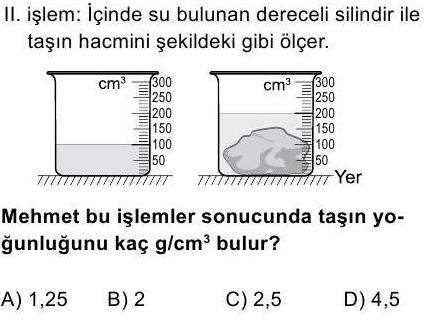 II. işlem: İçinde su bulunan dereceli silindir ile
taşın hacmini şekildeki gibi ölçer.
cm³ 300
250
200
150
100
50
cm³ 300
250
200
150
100
50
Yer
Mehmet bu işlemler sonucunda taşın yo-
ğunluğunu kaç g/cm³ bulur?
A) 1,25 B) 2 C) 2,5 D) 4,5